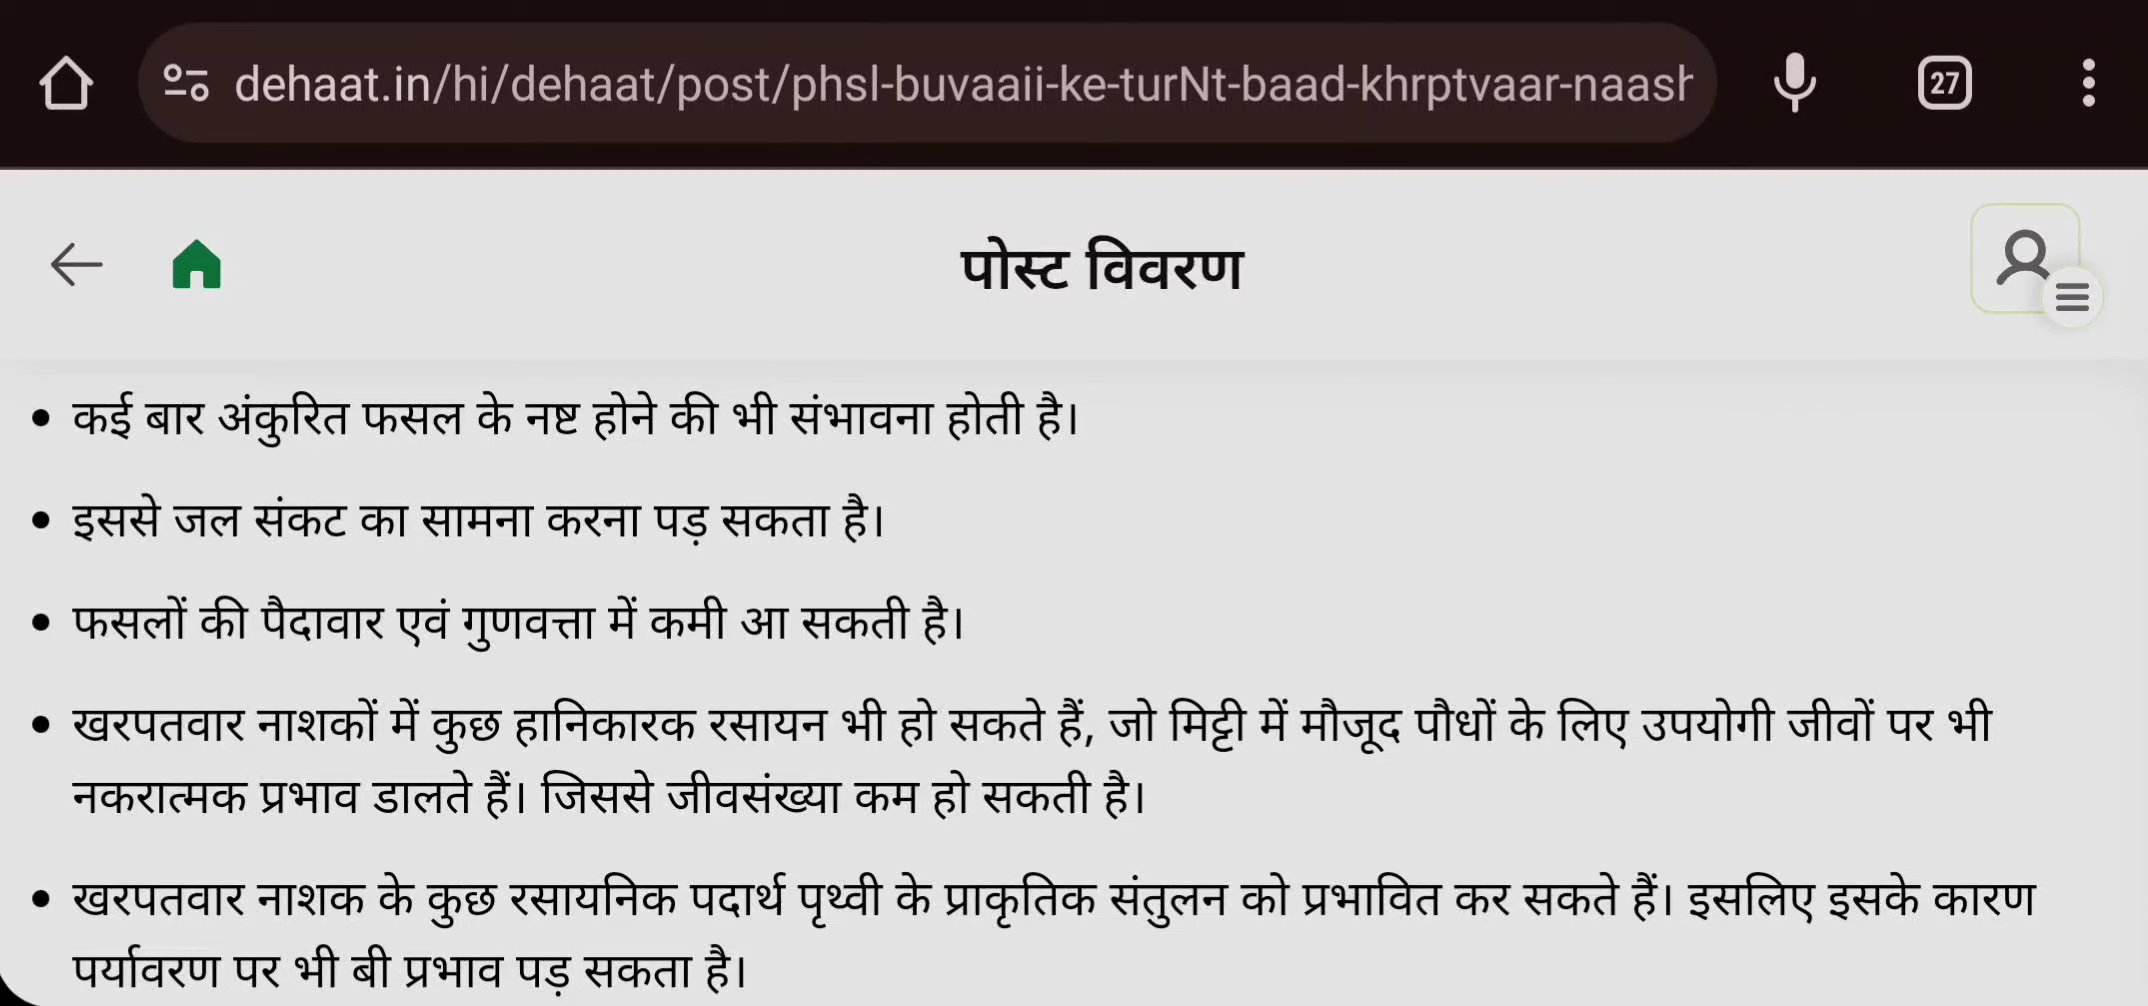 dehaat.in/hi/dehaat/post/phsl-buvaaii-ke-turNt-baad-khrptvaar-naash
27
पोस्ट विवरण
• कई बार अंकुरित फसल के नष्ट होने की भी संभावना होती है।
• इससे जल संकट का सामना करना पड़ सकता है।
• फसलों की पैदावार एवं गुणवत्ता में कमी आ सकती है।
• खरपतवार नाशकों में कुछ हानिकारक रसायन भी हो सकते हैं, जो मिट्टी में मौजूद पौधों के लिए उपयोगी जीवों पर भी
नकरात्मक प्रभाव डालते हैं। जिससे जीवसंख्या कम हो सकती है।
• खरपतवार नाशक के कुछ रसायनिक पदार्थ पृथ्वी के प्राकृतिक संतुलन को प्रभावित कर सकते हैं। इसलिए इसके कारण
पर्यावरण पर भी बी प्रभाव पड़ सकता है।